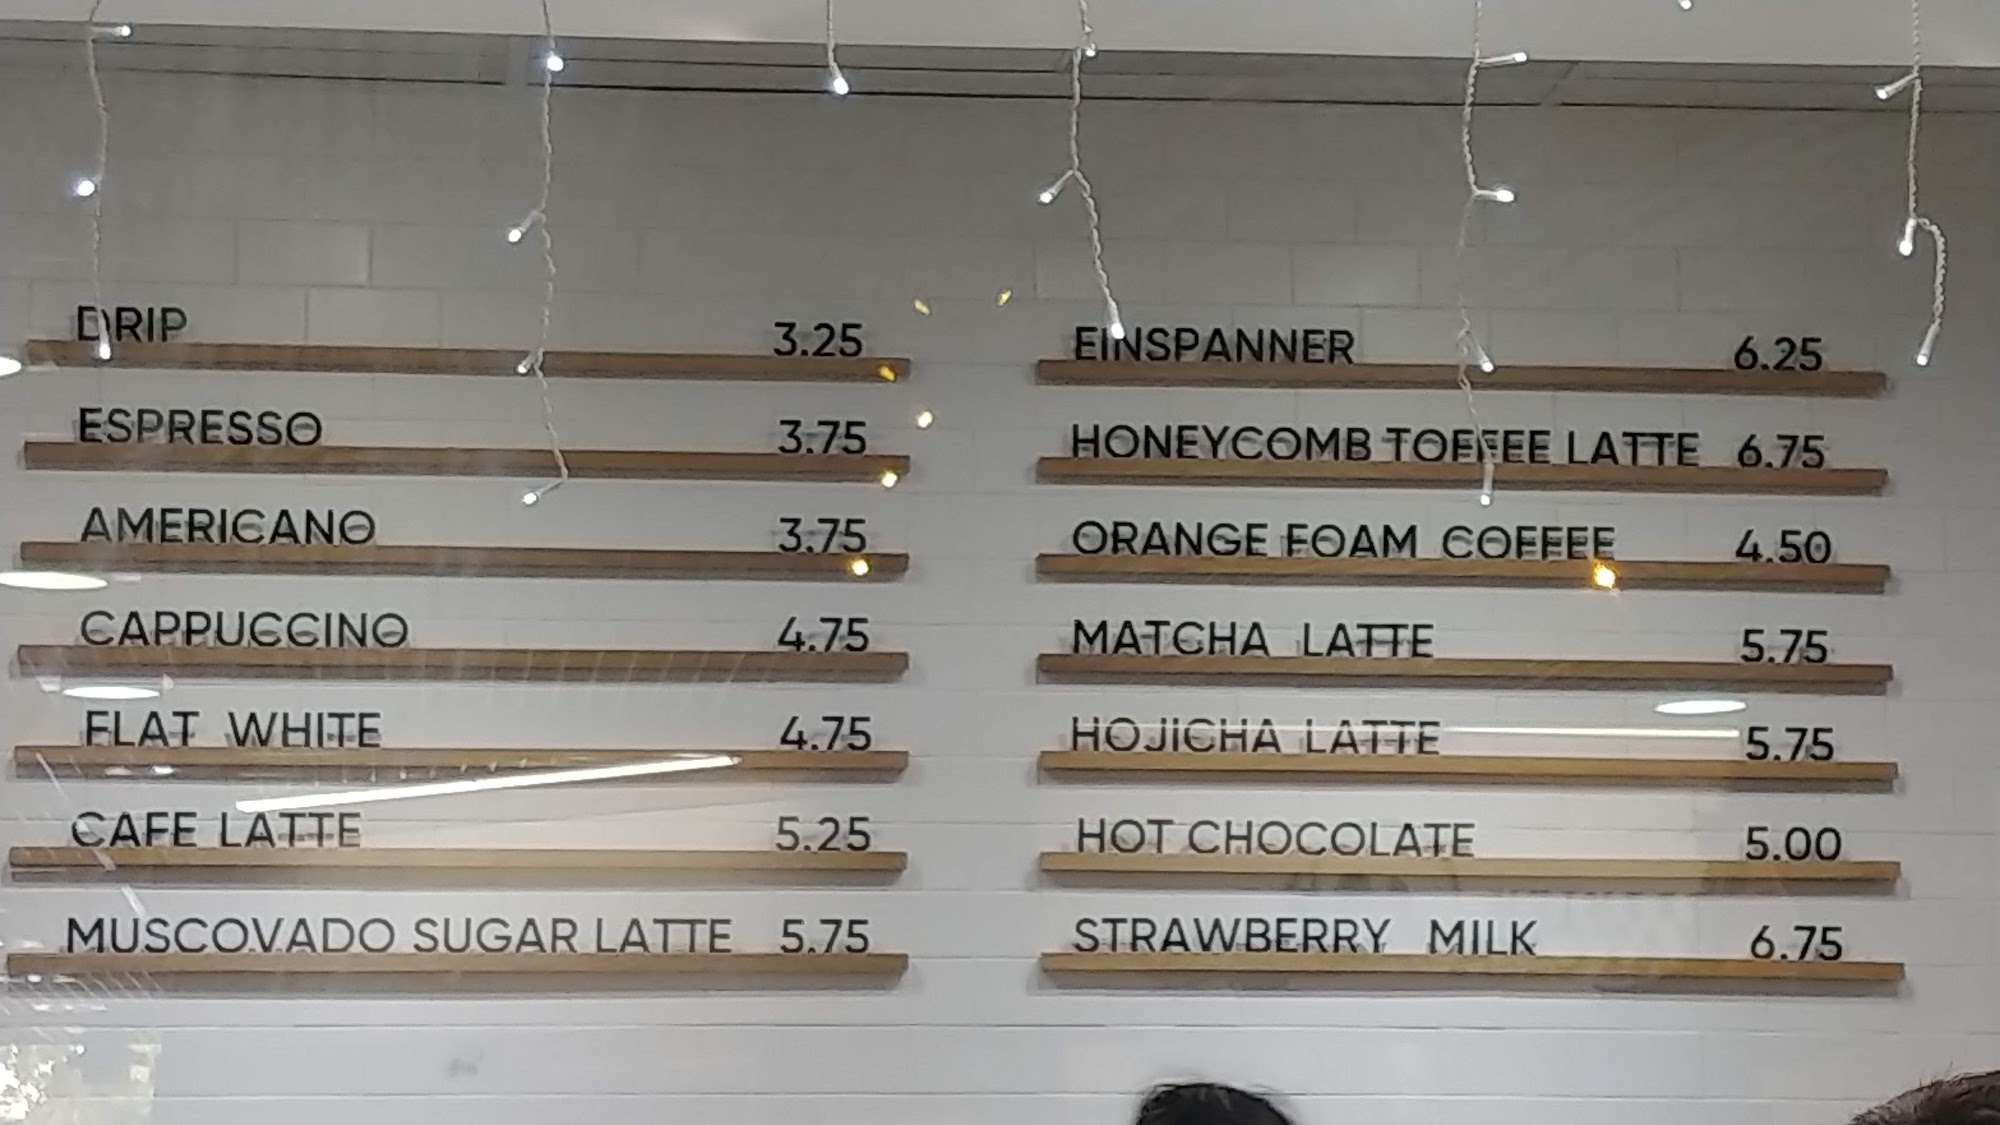 DRIP 3.25
ESPRESSO 3.75
AMERICANO 3.75
CAPPUCCINO 4.75
FLAT WHITE 4.75
CAFE LATTE 5.25
MUSCOVADO SUGAR LATTE 5.75
EINSPANNER 6.25
HONEYCOMB TOFFEE LATTE 6.75
ORANGE FOAM COFFEE 4.50
MATCHA LATTE 5.75
HOJICHA LATTE 5.75
HOT CHOCOLATE 5.00
STRAWBERRY MILK 6.75